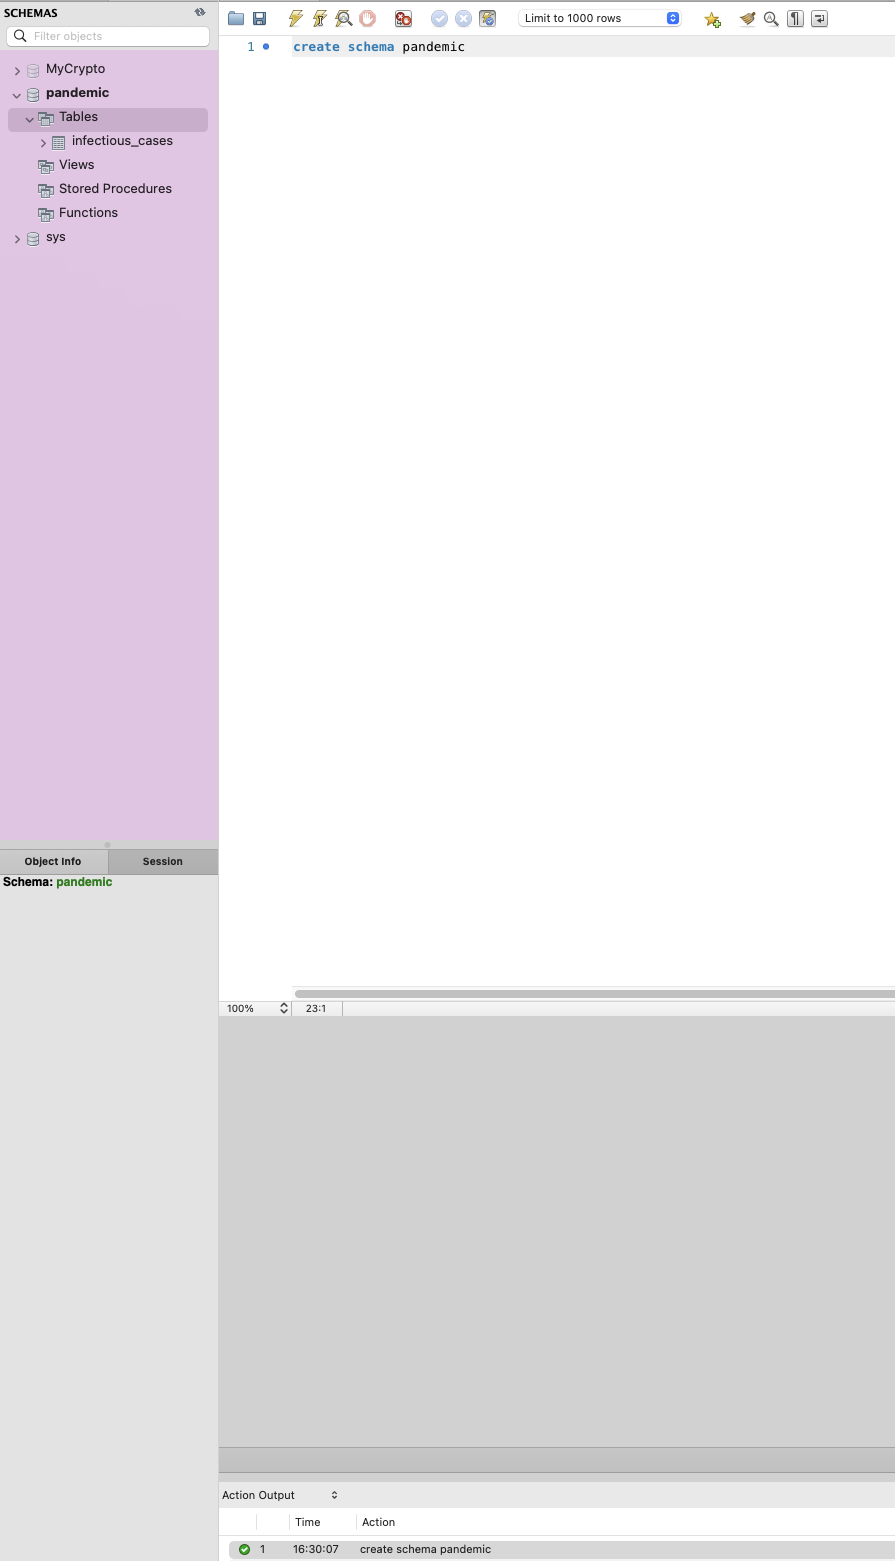 SCHEMAS
Filter objects
MyCrypto
pandemic
Tables
infectious_cases
Views
Stored Procedures
Functions
sys
Object Info Session
Schema: pandemic
Limit to 1000 rows
1 create schema pandemic
100% 23:1
Action Output
Time Action
1 16:30:07 create schema pandemic